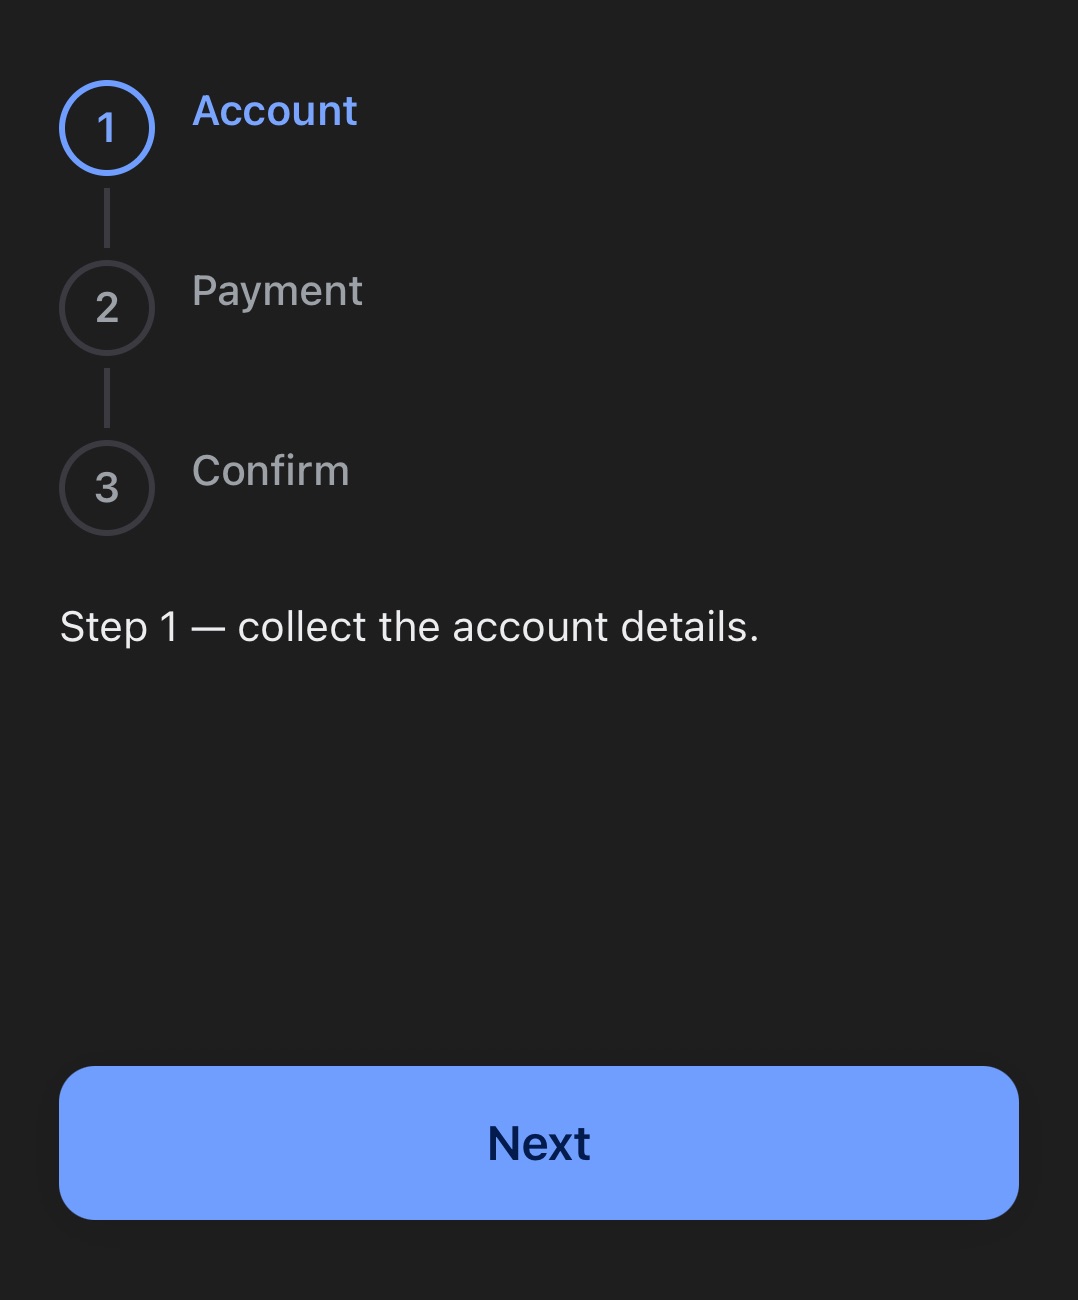 1 Account
2 Payment
3 Confirm
Step 1 — collect the account details.
Next